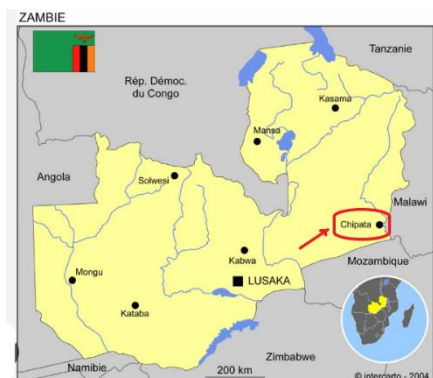 ZAMBIE
Tanzanie
Rép. Démoc.
du Congo
Kasama
Mansa
Solwesi
Angola
Malawi
Chipata
Kabwa
Mozambique
Mongu
LUSAKA
Kataba
Namibie
Zimbabwe
200 km
© intercarto - 2004